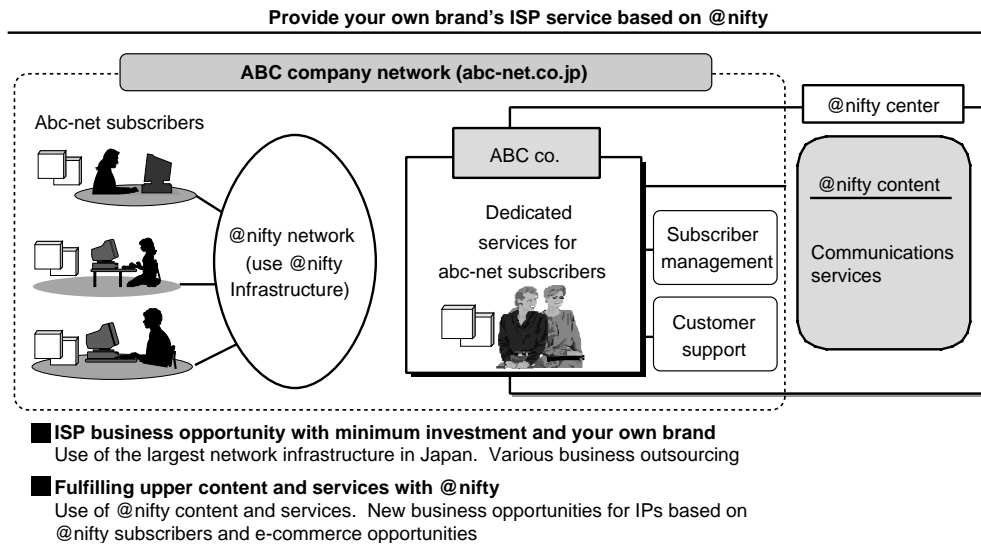 Provide your own brand's ISP service based on @nifty
ABC company network (abc-net.co.jp)
Abc-net subscribers
@nifty network
(use @nifty
Infrastructure)
ABC co.
Dedicated
services for
abc-net subscribers
Subscriber
management
Customer
support
@nifty center
@nifty content
Communications
services
ISP business opportunity with minimum investment and your own brand
Use of the largest network infrastructure in Japan. Various business outsourcing
Fulfilling upper content and services with @nifty
Use of @nifty content and services. New business opportunities for IPs based on
@nifty subscribers and e-commerce opportunities